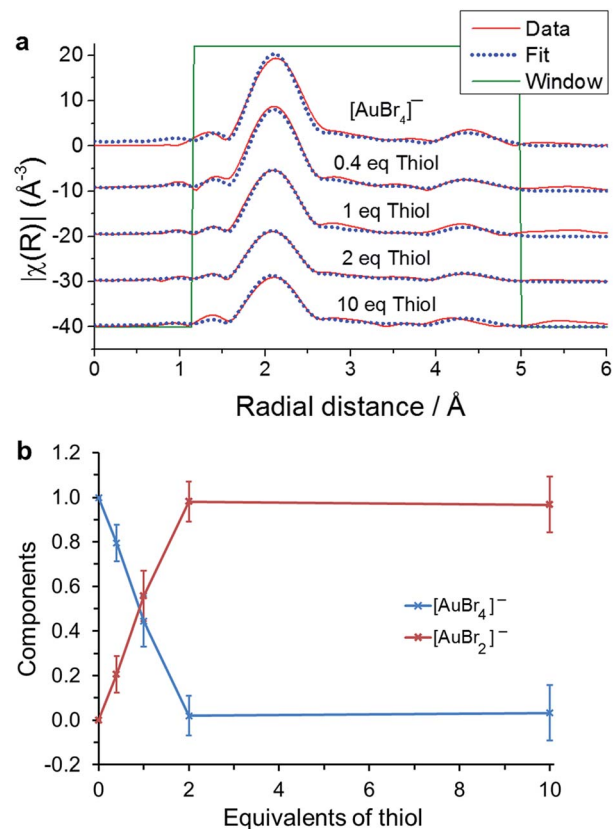 a
Data
Fit
Window
[AuBr₄]⁻
0.4 eq Thiol
1 eq Thiol
2 eq Thiol
10 eq Thiol
|χ(R)| (Å⁻³)
20
10
0
-10
-20
-30
-40
0 1 2 3 4 5 6
Radial distance / Å
b
Components
1.2
1.0
0.8
0.6
0.4
0.2
0.0
-0.2
[AuBr₄]⁻
[AuBr₂]⁻
0 2 4 6 8 10
Equivalents of thiol